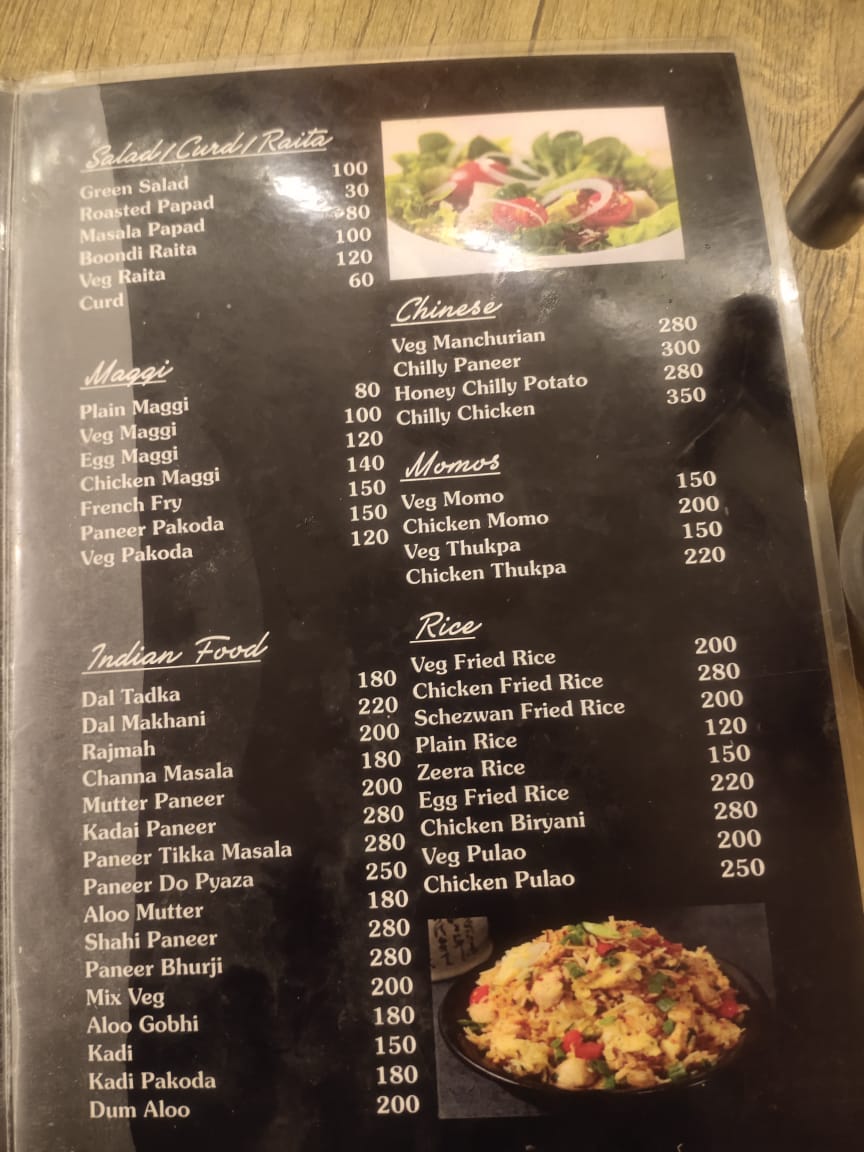 Salad/Curd/Raita
Green Salad 100
Roasted Papad 30
Masala Papad 80
Boondi Raita 100
Veg Raita 120
Curd 60
Maggi
Plain Maggi 80
Veg Maggi 100
Egg Maggi 120
Chicken Maggi 140
French Fry 150
Paneer Pakoda 150
Veg Pakoda 120
Indian Food
Dal Tadka 180
Dal Makhani 220
Rajmah 200
Channa Masala 180
Mutter Paneer 200
Kadai Paneer 280
Paneer Tikka Masala 280
Paneer Do Pyaza 250
Aloo Mutter 180
Shahi Paneer 280
Paneer Bhurji 280
Mix Veg 200
Aloo Gobhi 180
Kadi 150
Kadi Pakoda 180
Dum Aloo 200
Chinese
Veg Manchurian 280
Chilly Paneer 300
Honey Chilly Potato 280
Chilly Chicken 350
Momos
Veg Momo 150
Chicken Momo 200
Veg Thukpa 150
Chicken Thukpa 220
Rice
Veg Fried Rice 200
Chicken Fried Rice 280
Schezwan Fried Rice 200
Plain Rice 120
Zeera Rice 150
Egg Fried Rice 220
Chicken Biryani 280
Veg Pulao 200
Chicken Pulao 250